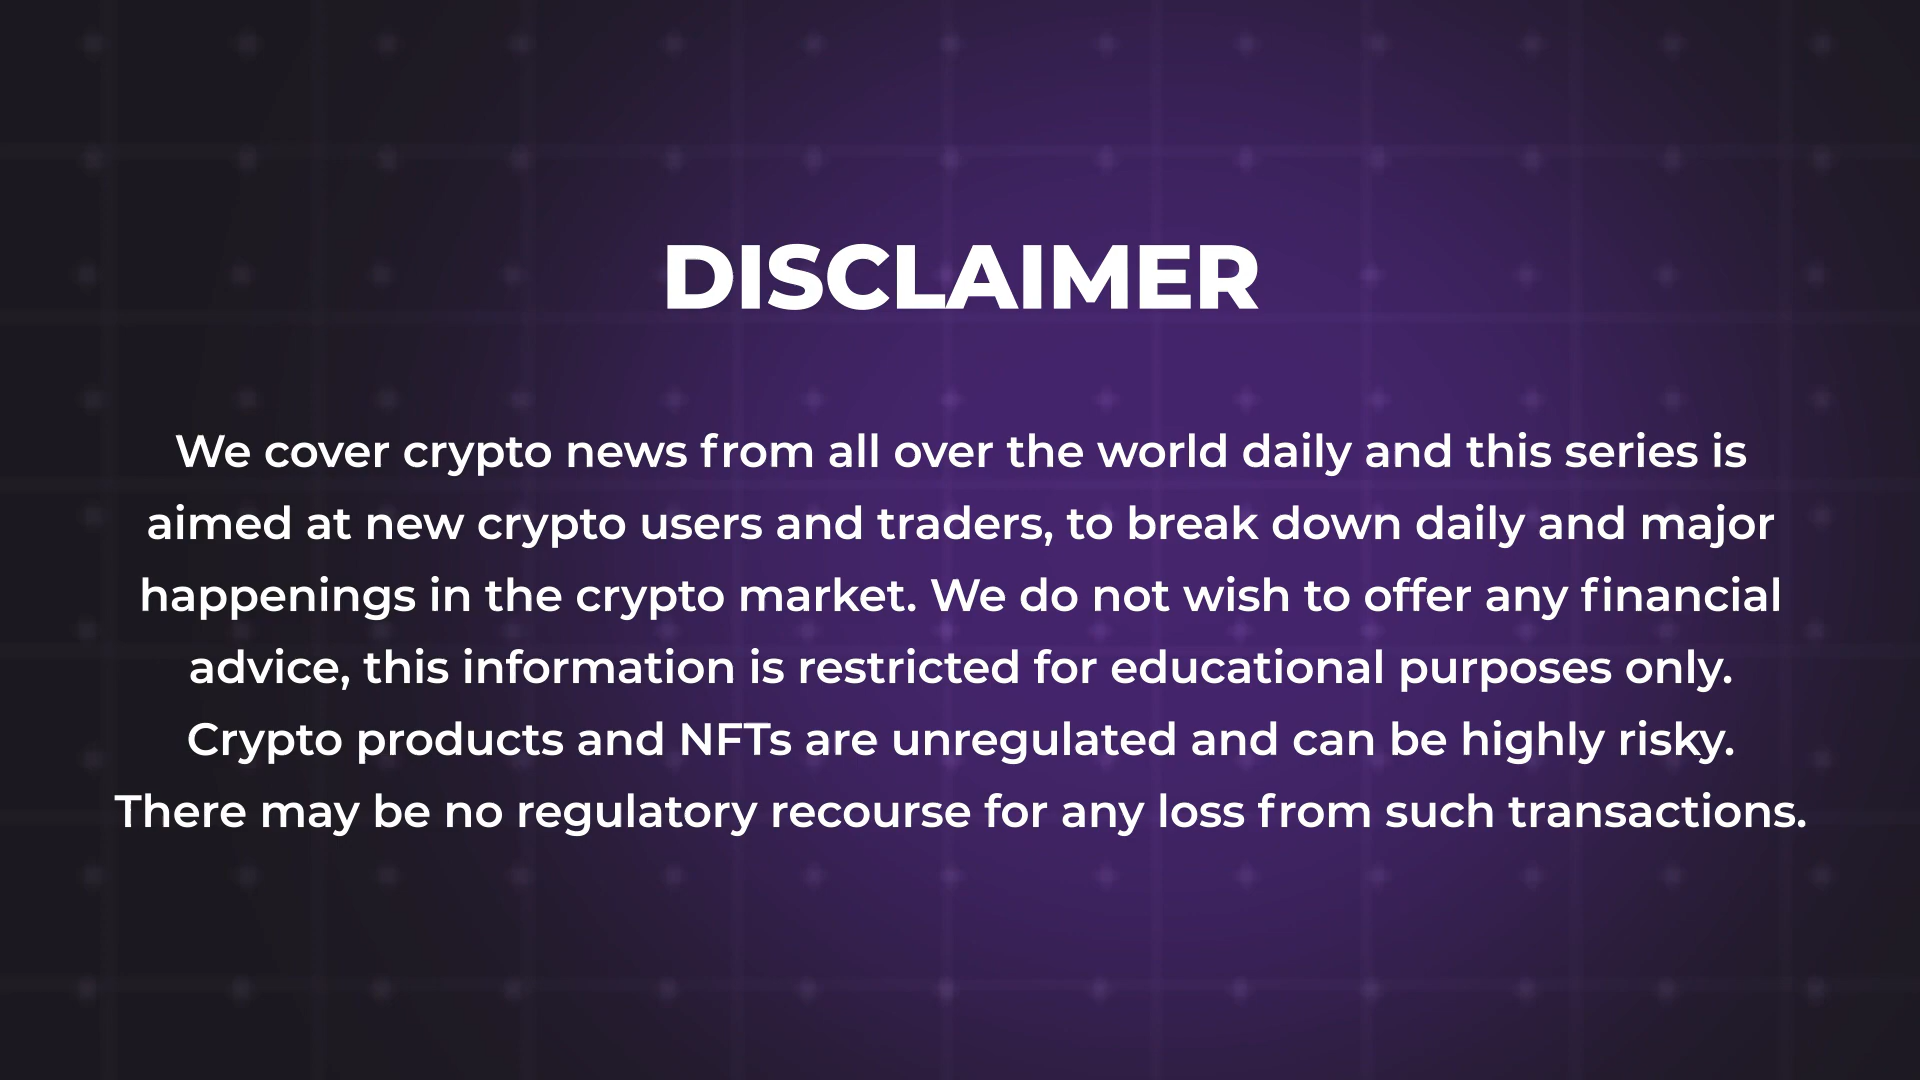 DISCLAIMER
We cover crypto news from all over the world daily and this series is
aimed at new crypto users and traders, to break down daily and major
happenings in the crypto market. We do not wish to offer any financial
advice, this information is restricted for educational purposes only.
Crypto products and NFTs are unregulated and can be highly risky.
There may be no regulatory recourse for any loss from such transactions.